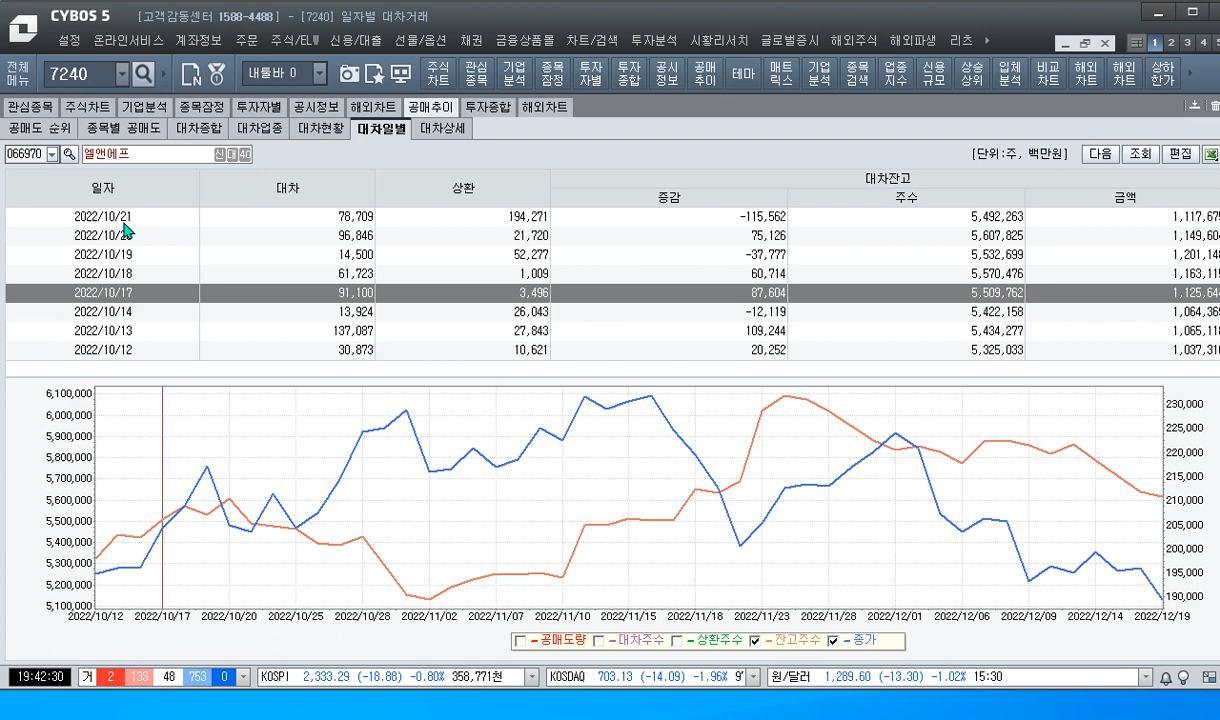 CYBOS 5 [고객감동센터 1588-4488] - [7240] 일자별 대차거래
설정 온라인서비스 계좌정보 주문 주식/ELW 신용/대출 선물/옵션 채권 금융상품몰 차트/검색 투자분석 시황리서치 글로벌증시 해외주식 해외파생 리츠 1 2 3 4
전체메뉴 7240 내툴바 0 주식차트 관심종목 기업분석 종목잠정 투자자별 투자종합 공시정보 공매추이 테마 매트릭스 기업분석 종목검색 업종지수 신용규모 상승상위 입체분석 비교차트 해외차트 해외차트 상하한가
관심종목 주식차트 기업분석 종목잠정 투자자별 공시정보 해외차트 공매추이 투자종합 해외차트
공매도 순위 종목별 공매도 대차종합 대차업종 대차현황 대차일별 대차상세
066970 엘앤에프 신 대 40 [단위:주, 백만원] 다음 조회 편집
일자 대차 상환 대차잔고
증감 주수 금액
2022/10/21 78,709 194,271 -115,562 5,492,263
96,846 21,720 75,126 5,607,825
2022/10/19 14,500 52,277 -37,777 5,532,699
2022/10/18 61,723 1,009 60,714 5,570,476
2022/10/17 91,100 3,496 87,604 5,509,762
2022/10/14 13,924 26,043 -12,119 5,422,158
2022/10/13 137,087 27,843 109,244 5,434,277
2022/10/12 30,873 10,621 20,252 5,325,033
6,100,000 230,000
6,000,000 225,000
5,900,000 220,000
5,800,000 215,000
5,700,000 210,000
5,600,000 205,000
5,500,000 200,000
5,400,000 195,000
5,300,000 190,000
5,200,000
5,100,000
2022/10/12 2022/10/17 2022/10/20 2022/10/25 2022/10/28 2022/11/02 2022/11/07 2022/11/10 2022/11/15 2022/11/18 2022/11/23 2022/11/28 2022/12/01 2022/12/06 2022/12/09 2022/12/14 2022/12/19
공매도량 대차주수 상환주수 잔고주수 종가
19:42:30 거 2 133 48 753 0 KOSPI 2,333.29 (-18.88) -0.80% 358,771천 KOSDAQ 703.13 (-14.09) -1.96% 원/달러 1,289.60 (-13.30) -1.02% 15:30